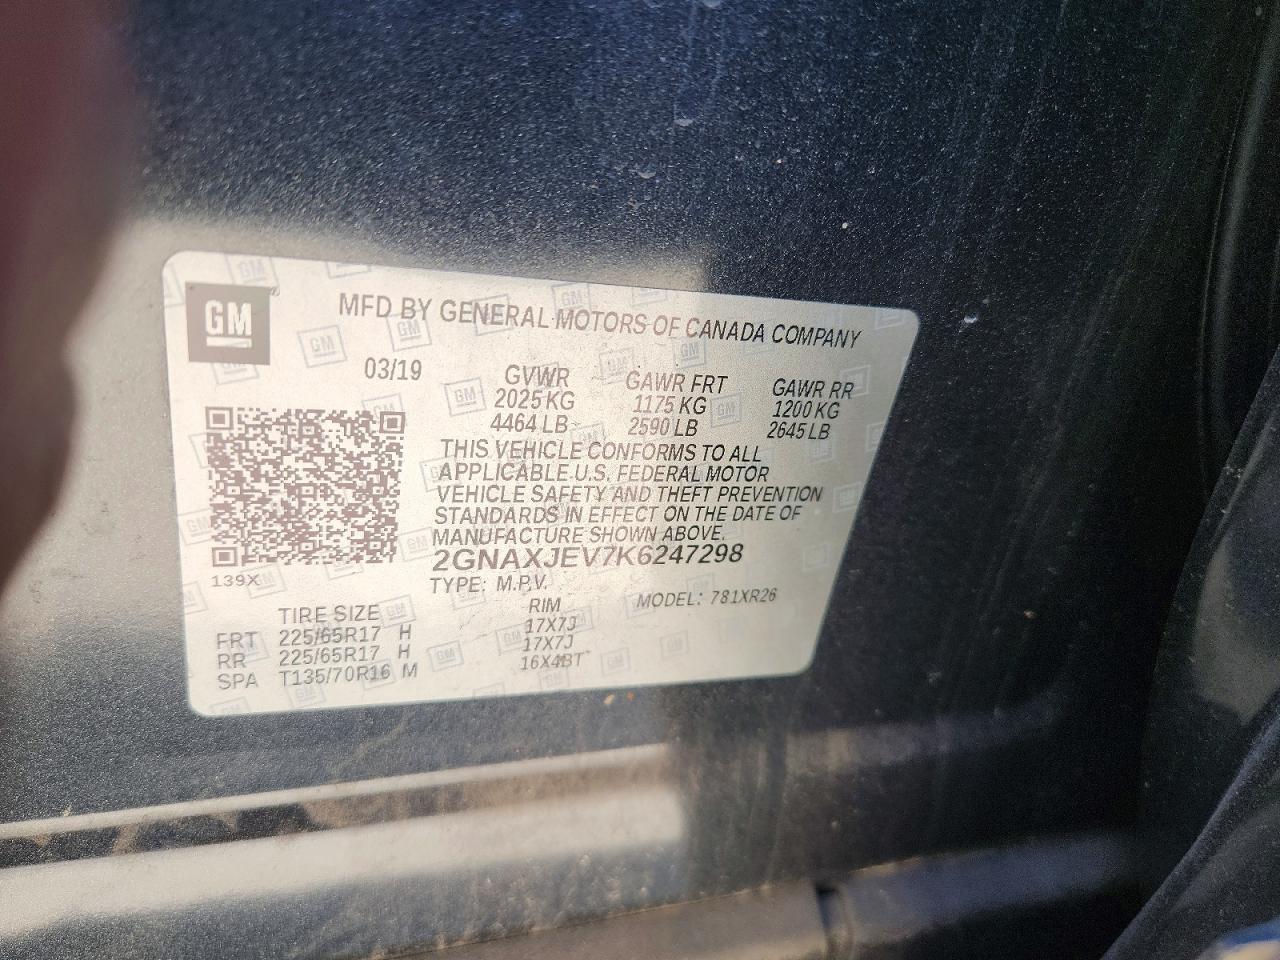 GM
MFD BY GENERAL MOTORS OF CANADA COMPANY
03/19
GVWR GAWR FRT GAWR RR
2025 KG 1175 KG 1200 KG
4464 LB 2590 LB 2645 LB
THIS VEHICLE CONFORMS TO ALL
APPLICABLE U.S. FEDERAL MOTOR
VEHICLE SAFETY AND THEFT PREVENTION
STANDARDS IN EFFECT ON THE DATE OF
MANUFACTURE SHOWN ABOVE.
2GNAXJEV7K6247298
139X
TYPE: M.P.V. MODEL: 781XR26
TIRE SIZE RIM
FRT 225/65R17 H 17X7J
RR 225/65R17 H 17X7J
SPA T135/70R16 M 16X4BT